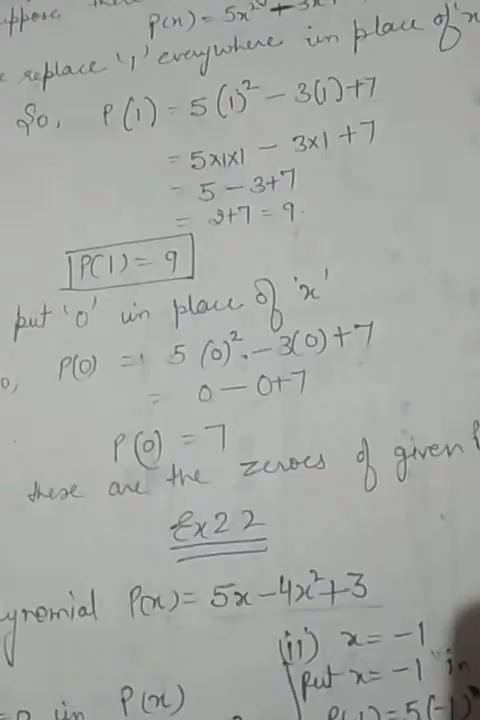 P(x) = 5x² + 3x
replace '1' everywhere in place of 'x
So, P(1) = 5(1)² - 3(1) + 7
= 5×1×1 - 3×1 + 7
= 5 - 3 + 7
= 2+7 = 9.
P(1) = 9
put '0' in place of 'x'
P(0) = 5(0)² - 3(0) + 7
= 0 - 0+7
P(0) = 7
these are the zeroes of given
Ex 2 2
P(x) = 5x - 4x² + 3
(ii) x = -1
put x = -1 in
in P(x)
= 5(-1)